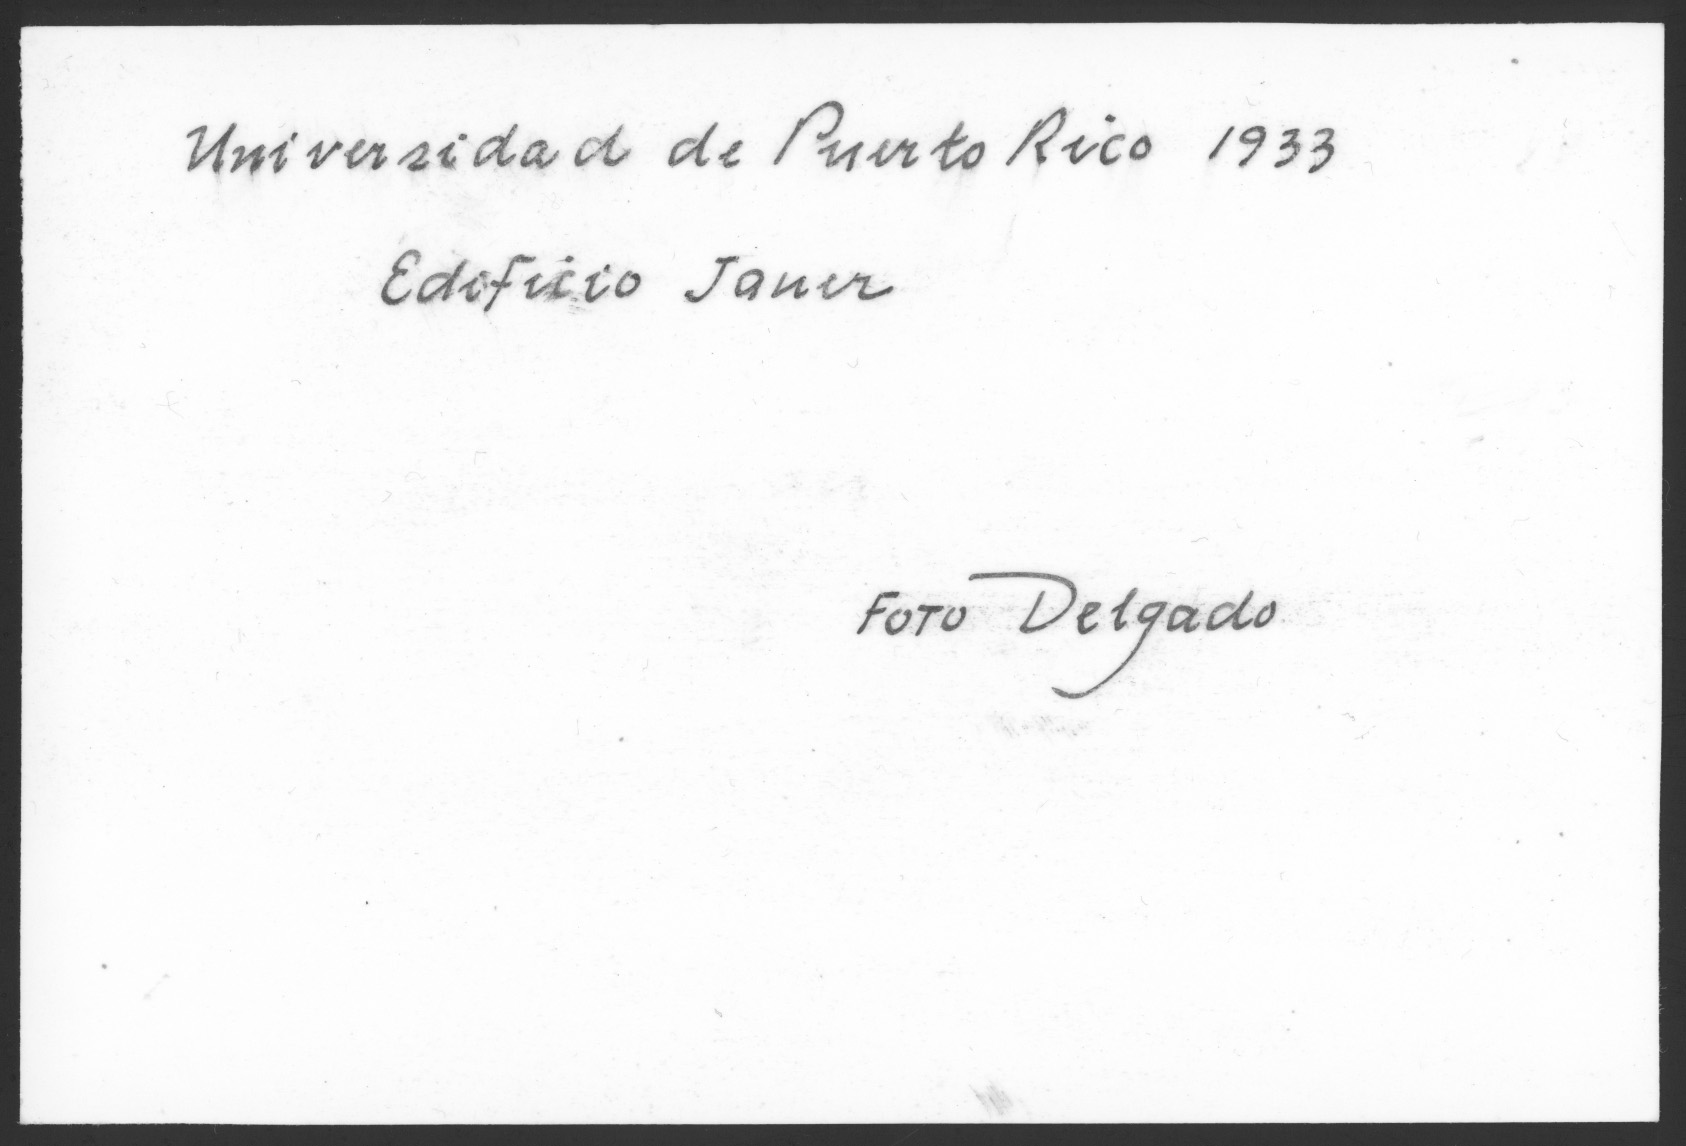 Universidad de Puerto Rico 1933
Edificio Janer
Foto Delgado